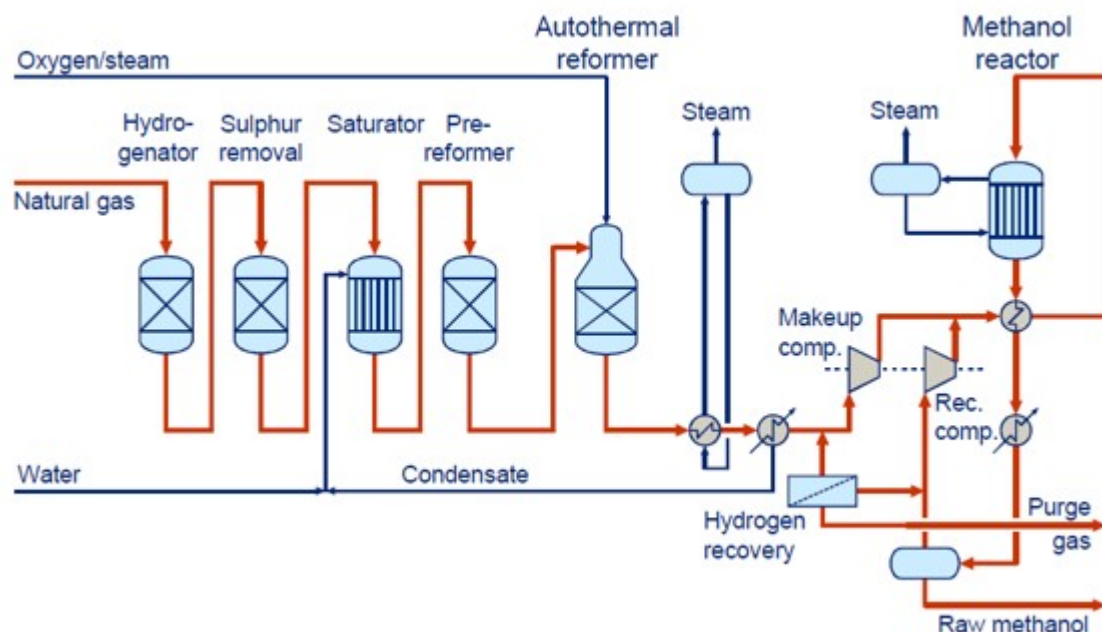 Autothermal
reformer
Methanol
reactor
Oxygen/steam
Hydro-
genator
Sulphur
removal
Saturator
Pre-
reformer
Steam
Steam
Natural gas
Makeup
comp.
Rec.
comp.
Water
Condensate
Hydrogen
recovery
Purge
gas
Raw methanol